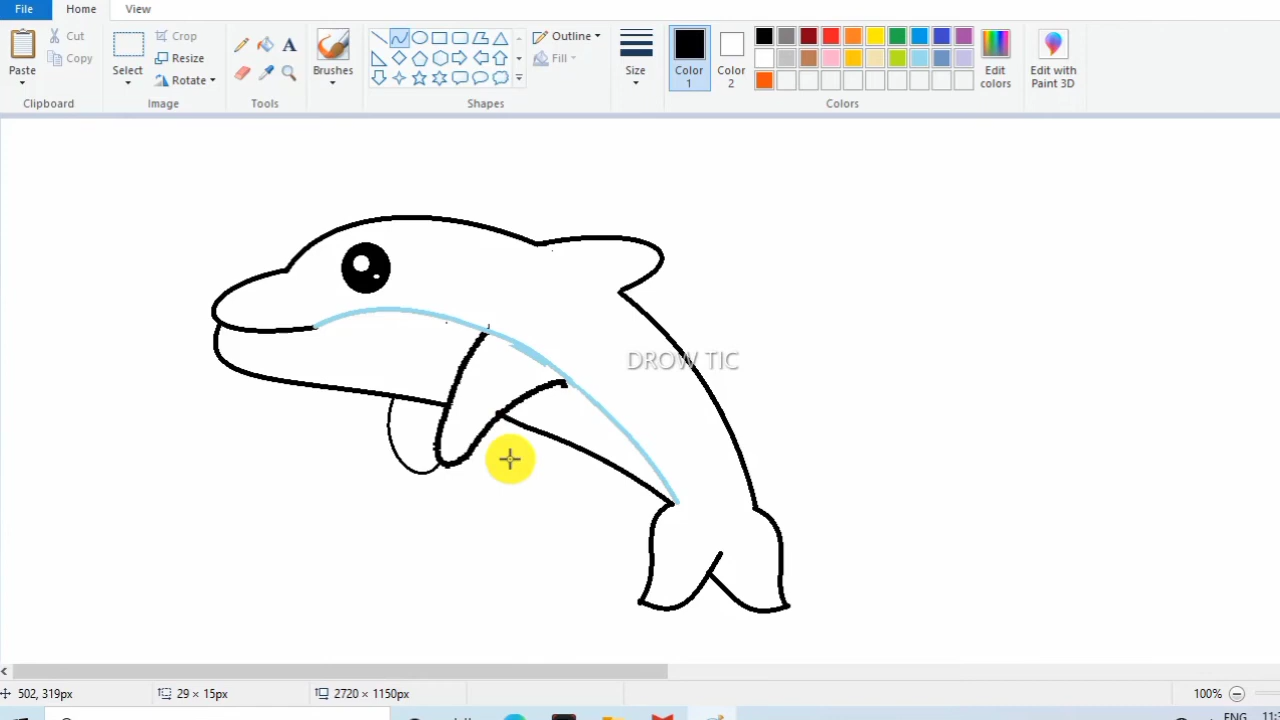 File Home View
Paste
Cut
Copy
Clipboard
Select
Crop
Resize
Rotate
Image
Tools
Brushes
Outline
Fill
Shapes
Size
Color
1
Color
2
Edit
colors
Colors
Edit with
Paint 3D
DROW TIC
502, 319px 29 × 15px 2720 × 1150px 100%
ENG